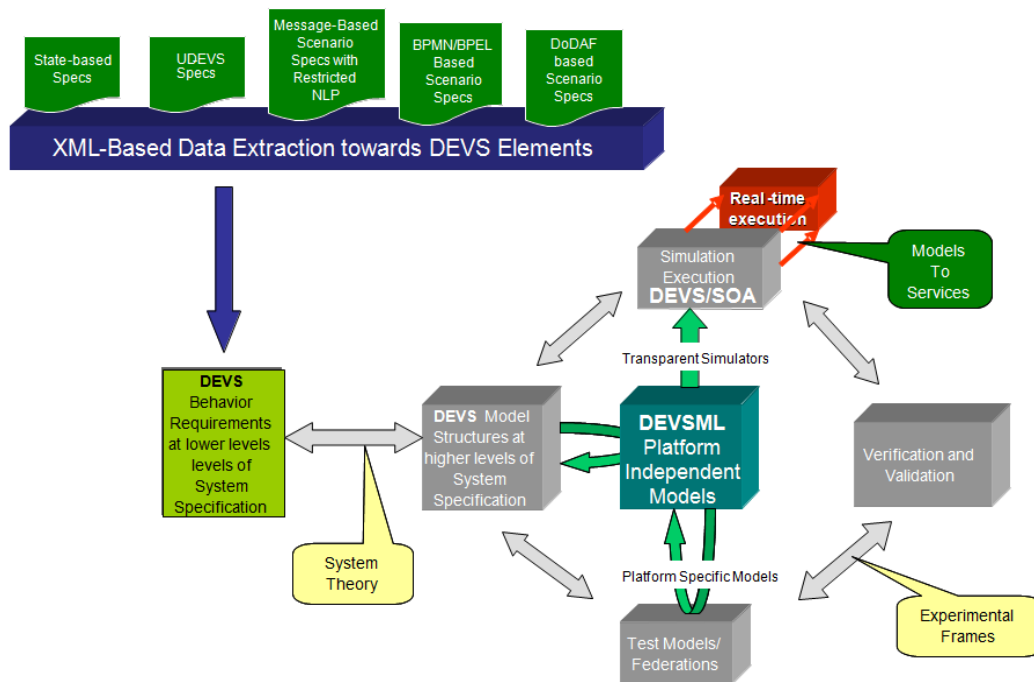 State-based
Specs
UDEVS
Specs
Message-Based
Scenario
Specs with
Restricted
NLP
BPMN/BPEL
Based
Scenario
Specs
DoDAF
based
Scenario
Specs
XML-Based Data Extraction towards DEVS Elements
Real -time
execution
Simulation
Execution
DEVS/SOA
Models
To
Services
Transparent Simulators
DEVS
Behavior
Requirements
at lower levels
levels of
System
Specification
DEVS Model
Structures at
higher levels of
System
Specification
DEVSML
Platform
Independent
Models
Verification and
Validation
System
Theory
Platform Specific Models
Experimental
Frames
Test Models/
Federations